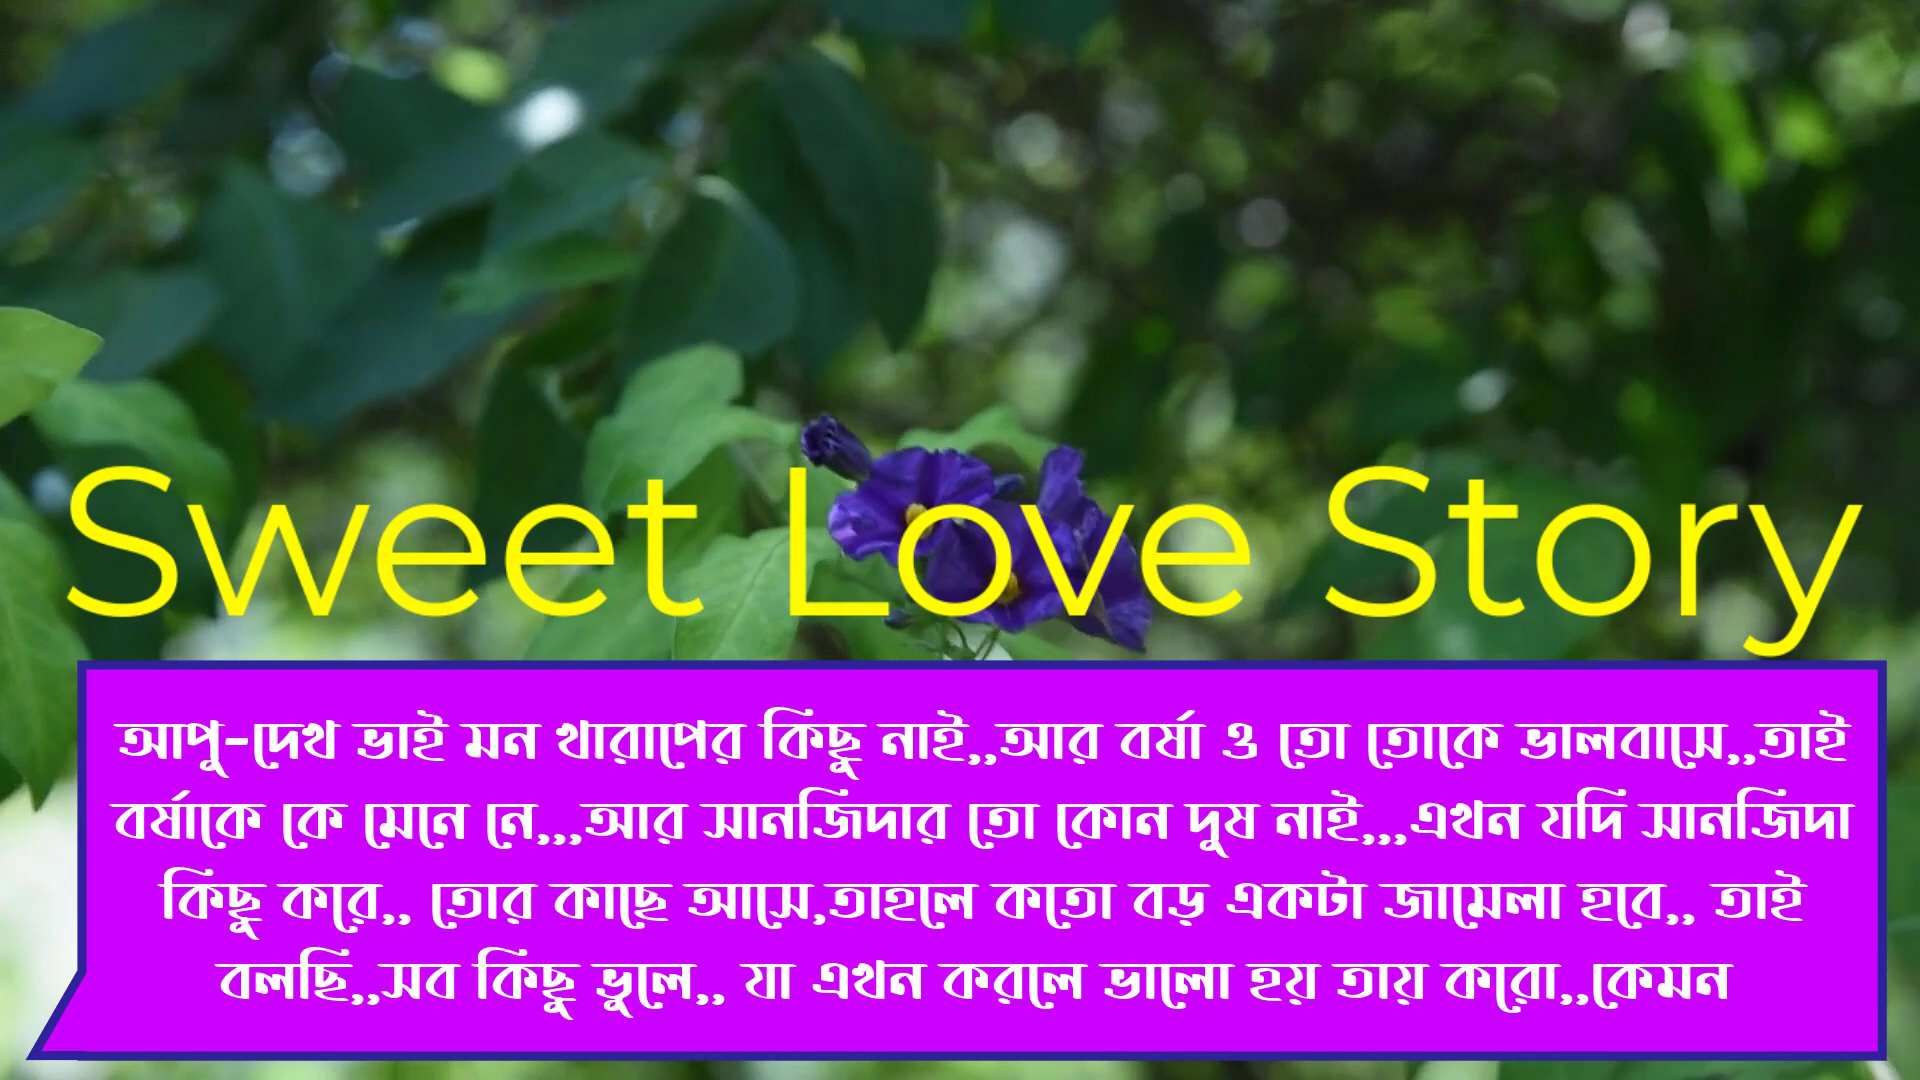 Sweet Love Story
আপু-দেখ ভাই মন খারাপের কিছু নাই,,আর বর্ষা ও তো তোকে ভালবাসে,,তাই
বর্ষাকে কে মেনে নে,,,আর সানজিদার তো কোন দুষ নাই,,,এখন যদি সানজিদা
কিছু করে,, তোর কাছে আসে,তাহলে কতো বড় একটা জামেলা হবে,, তাই
বলছি,,সব কিছু ভুলে,, যা এখন করলে ভালো হয় তায় করো,,কেমন